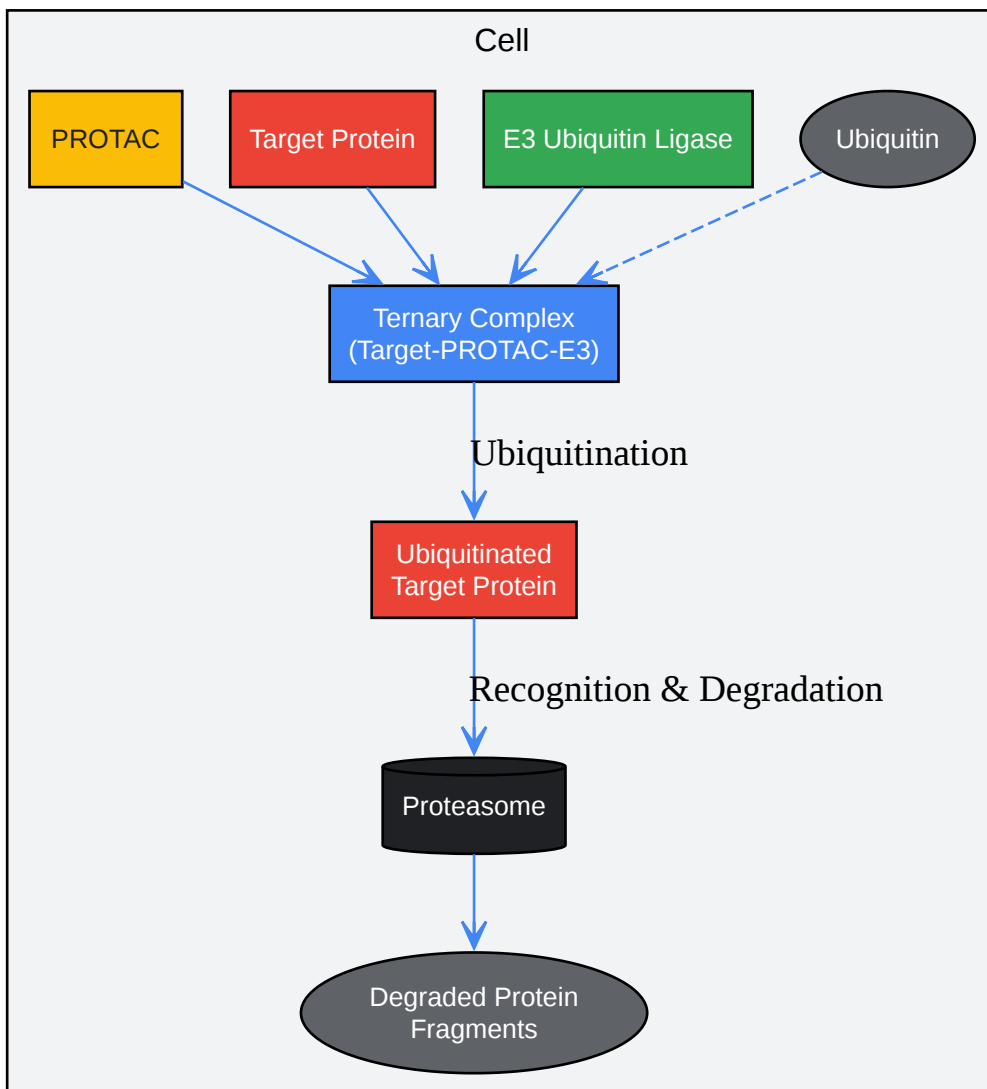 Cell
PROTAC
Target Protein
E3 Ubiquitin Ligase
Ubiquitin
Ternary Complex
(Target-PROTAC-E3)
Ubiquitination
Ubiquitinated
Target Protein
Recognition & Degradation
Proteasome
Degraded Protein
Fragments